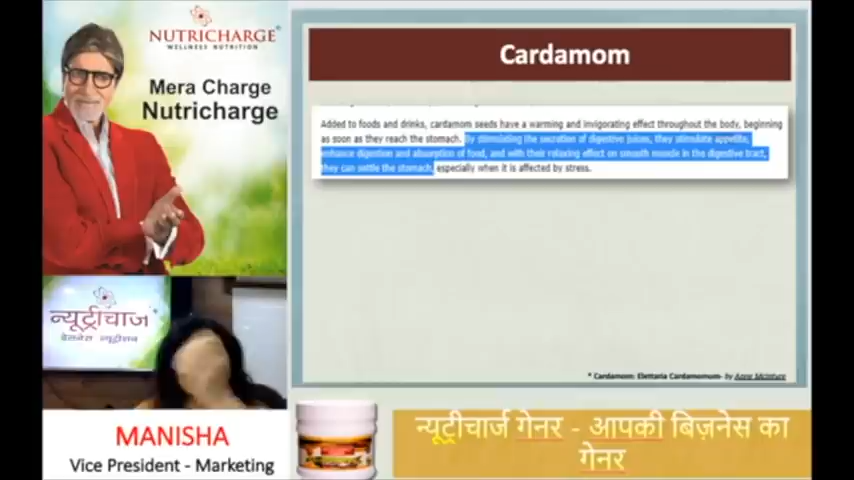 NUTRICHARGE
WELLNESS NUTRITION
Mera Charge
Nutricharge
न्यूट्रीचार्ज
वेलनेस न्यूट्रीशन
MANISHA
Vice President - Marketing
Cardamom
Added to foods and drinks, cardamom seeds have a warming and invigorating effect throughout the body, beginning
as soon as they reach the stomach. By stimulating the secretion of digestive juices, they stimulate appetite,
enhance digestion and absorption of food, and with their relaxing effect on smooth muscle in the digestive tract,
they can settle the stomach, especially when it is affected by stress.
* Cardamom: Elettaria Cardamomum- by Anne McIntyre
न्यूट्रीचार्ज गेनर - आपकी बिज़नेस का
गेनर